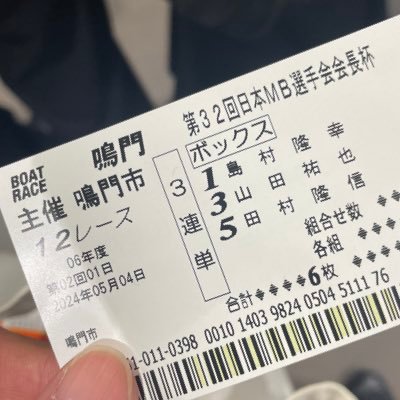 BOAT RACE 鳴門
第32回日本MB選手会会長杯
主催 鳴門市
12レース
06年度
第02回01日
2024年05月04日
3連単
ボックス
1 島村隆幸
3 山田祐也
5 田村隆信
組合せ数
各組
合計◆◆◆◆6枚
鳴門市
1-011-0398 0010 1403 9824 0504 5111 76